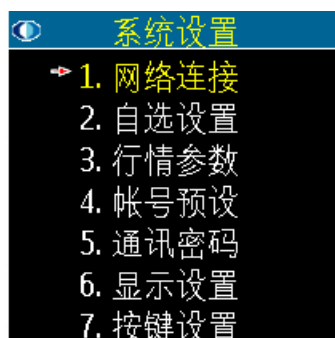 系统设置
1. 网络连接
2. 自选设置
3. 行情参数
4. 帐号预设
5. 通讯密码
6. 显示设置
7. 按键设置